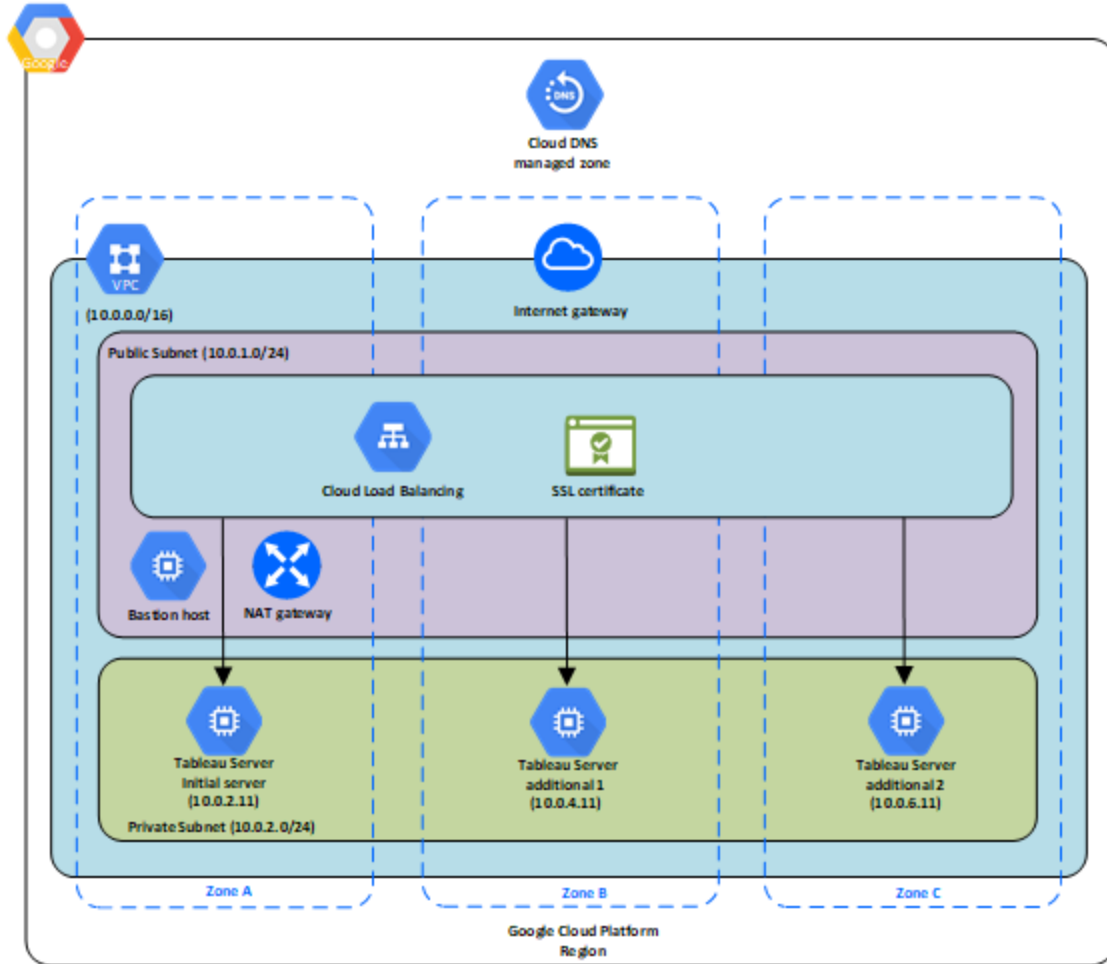 Google
DNS
Cloud DNS
managed zone
VPC
(10.0.0.0/16)
Internet gateway
Public Subnet (10.0.1.0/24)
Cloud Load Balancing
SSL certificate
Bastion host
NAT gateway
Tableau Server
Initial server
(10.0.2.11)
Tableau Server
additional 1
(10.0.4.11)
Tableau Server
additional 2
(10.0.6.11)
Private Subnet (10.0.2.0/24)
Zone A
Zone B
Zone C
Google Cloud Platform
Region